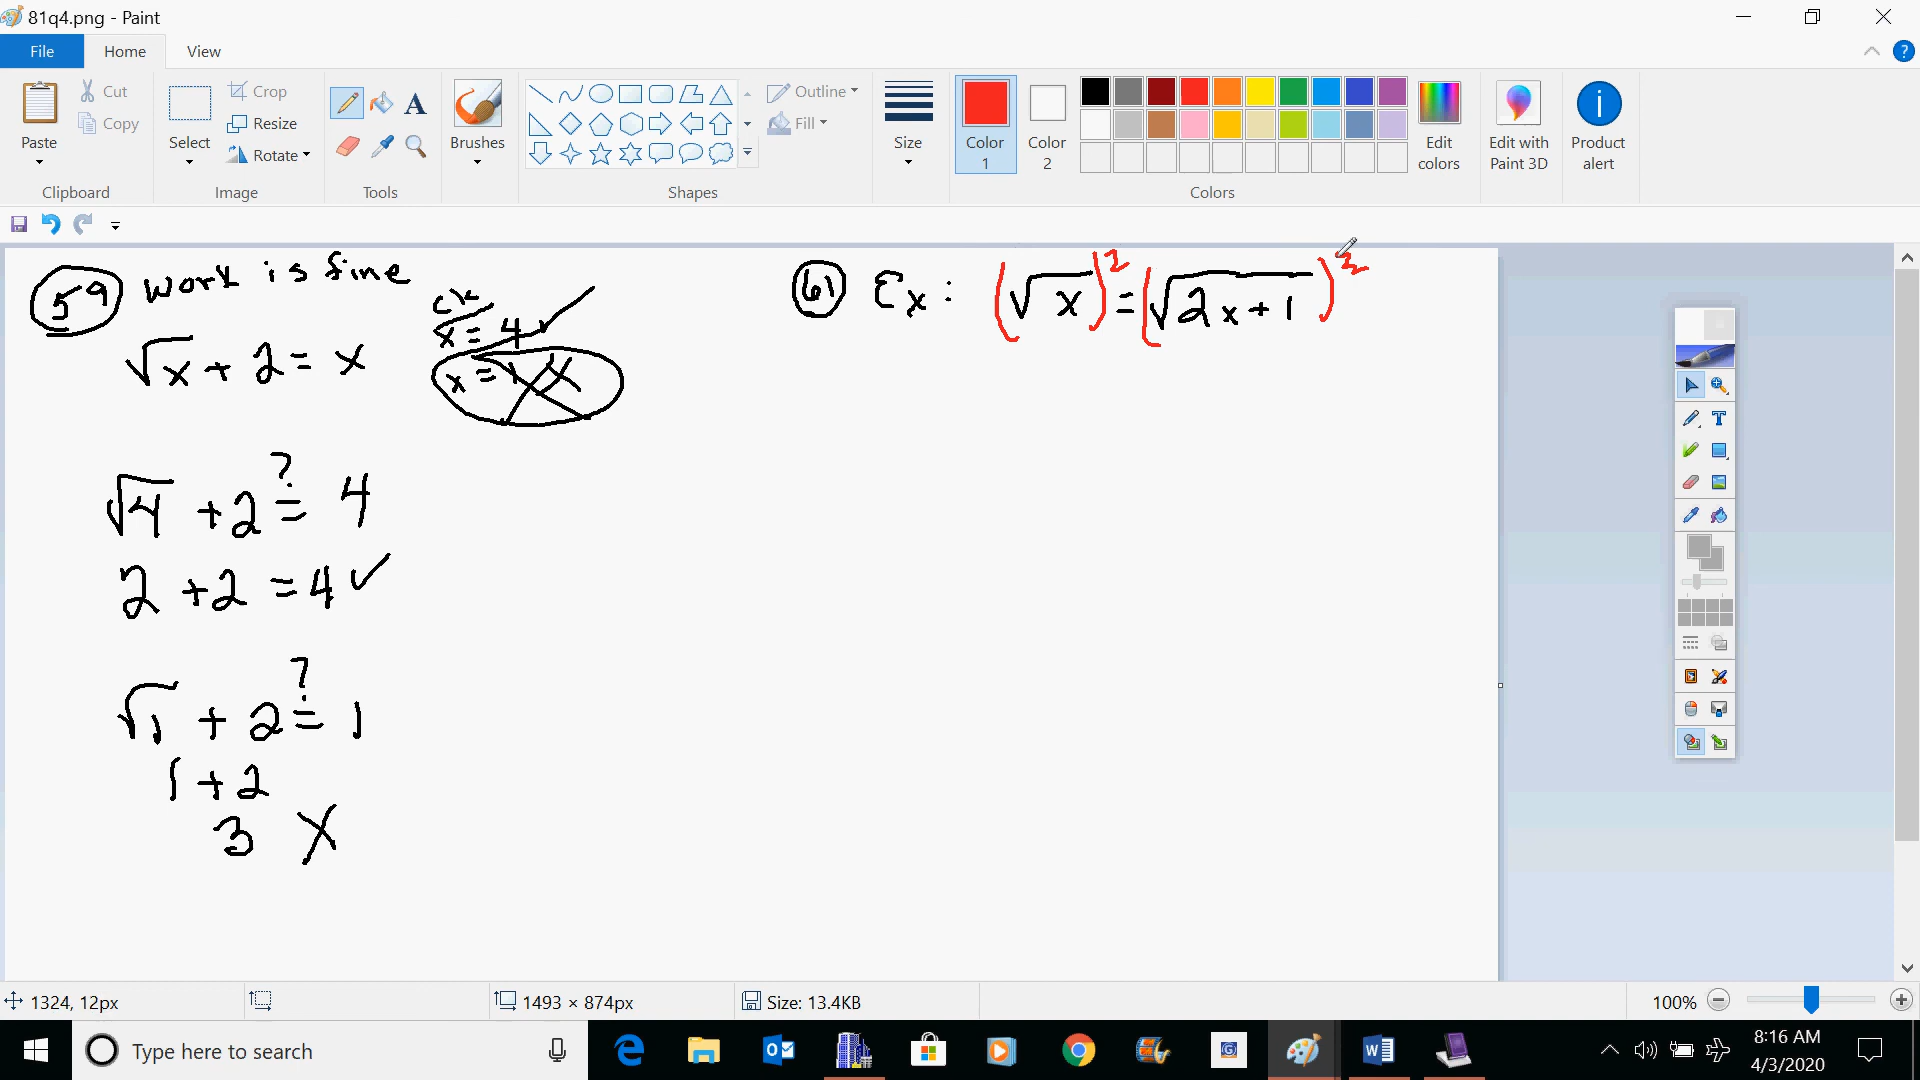 81q4.png - Paint
File Home View
Paste
Cut
Copy
Clipboard
Select
Crop
Resize
Rotate
Image
A
Tools
Brushes
Shapes
Outline
Fill
Size
Color 1
Color 2
Colors
Edit colors
Edit with Paint 3D
Product alert
59 work is fine
√x + 2 = x
x = 4 ✓
x = 1 X
√4 + 2 ?= 4
2 + 2 = 4 ✓
√1 + 2 ?= 1
1 + 2
3 X
61 Ex: (√x)² = (√2x+1)²
T
1324, 12px
1493 × 874px
Size: 13.4KB
100%
Type here to search
8:16 AM
4/3/2020